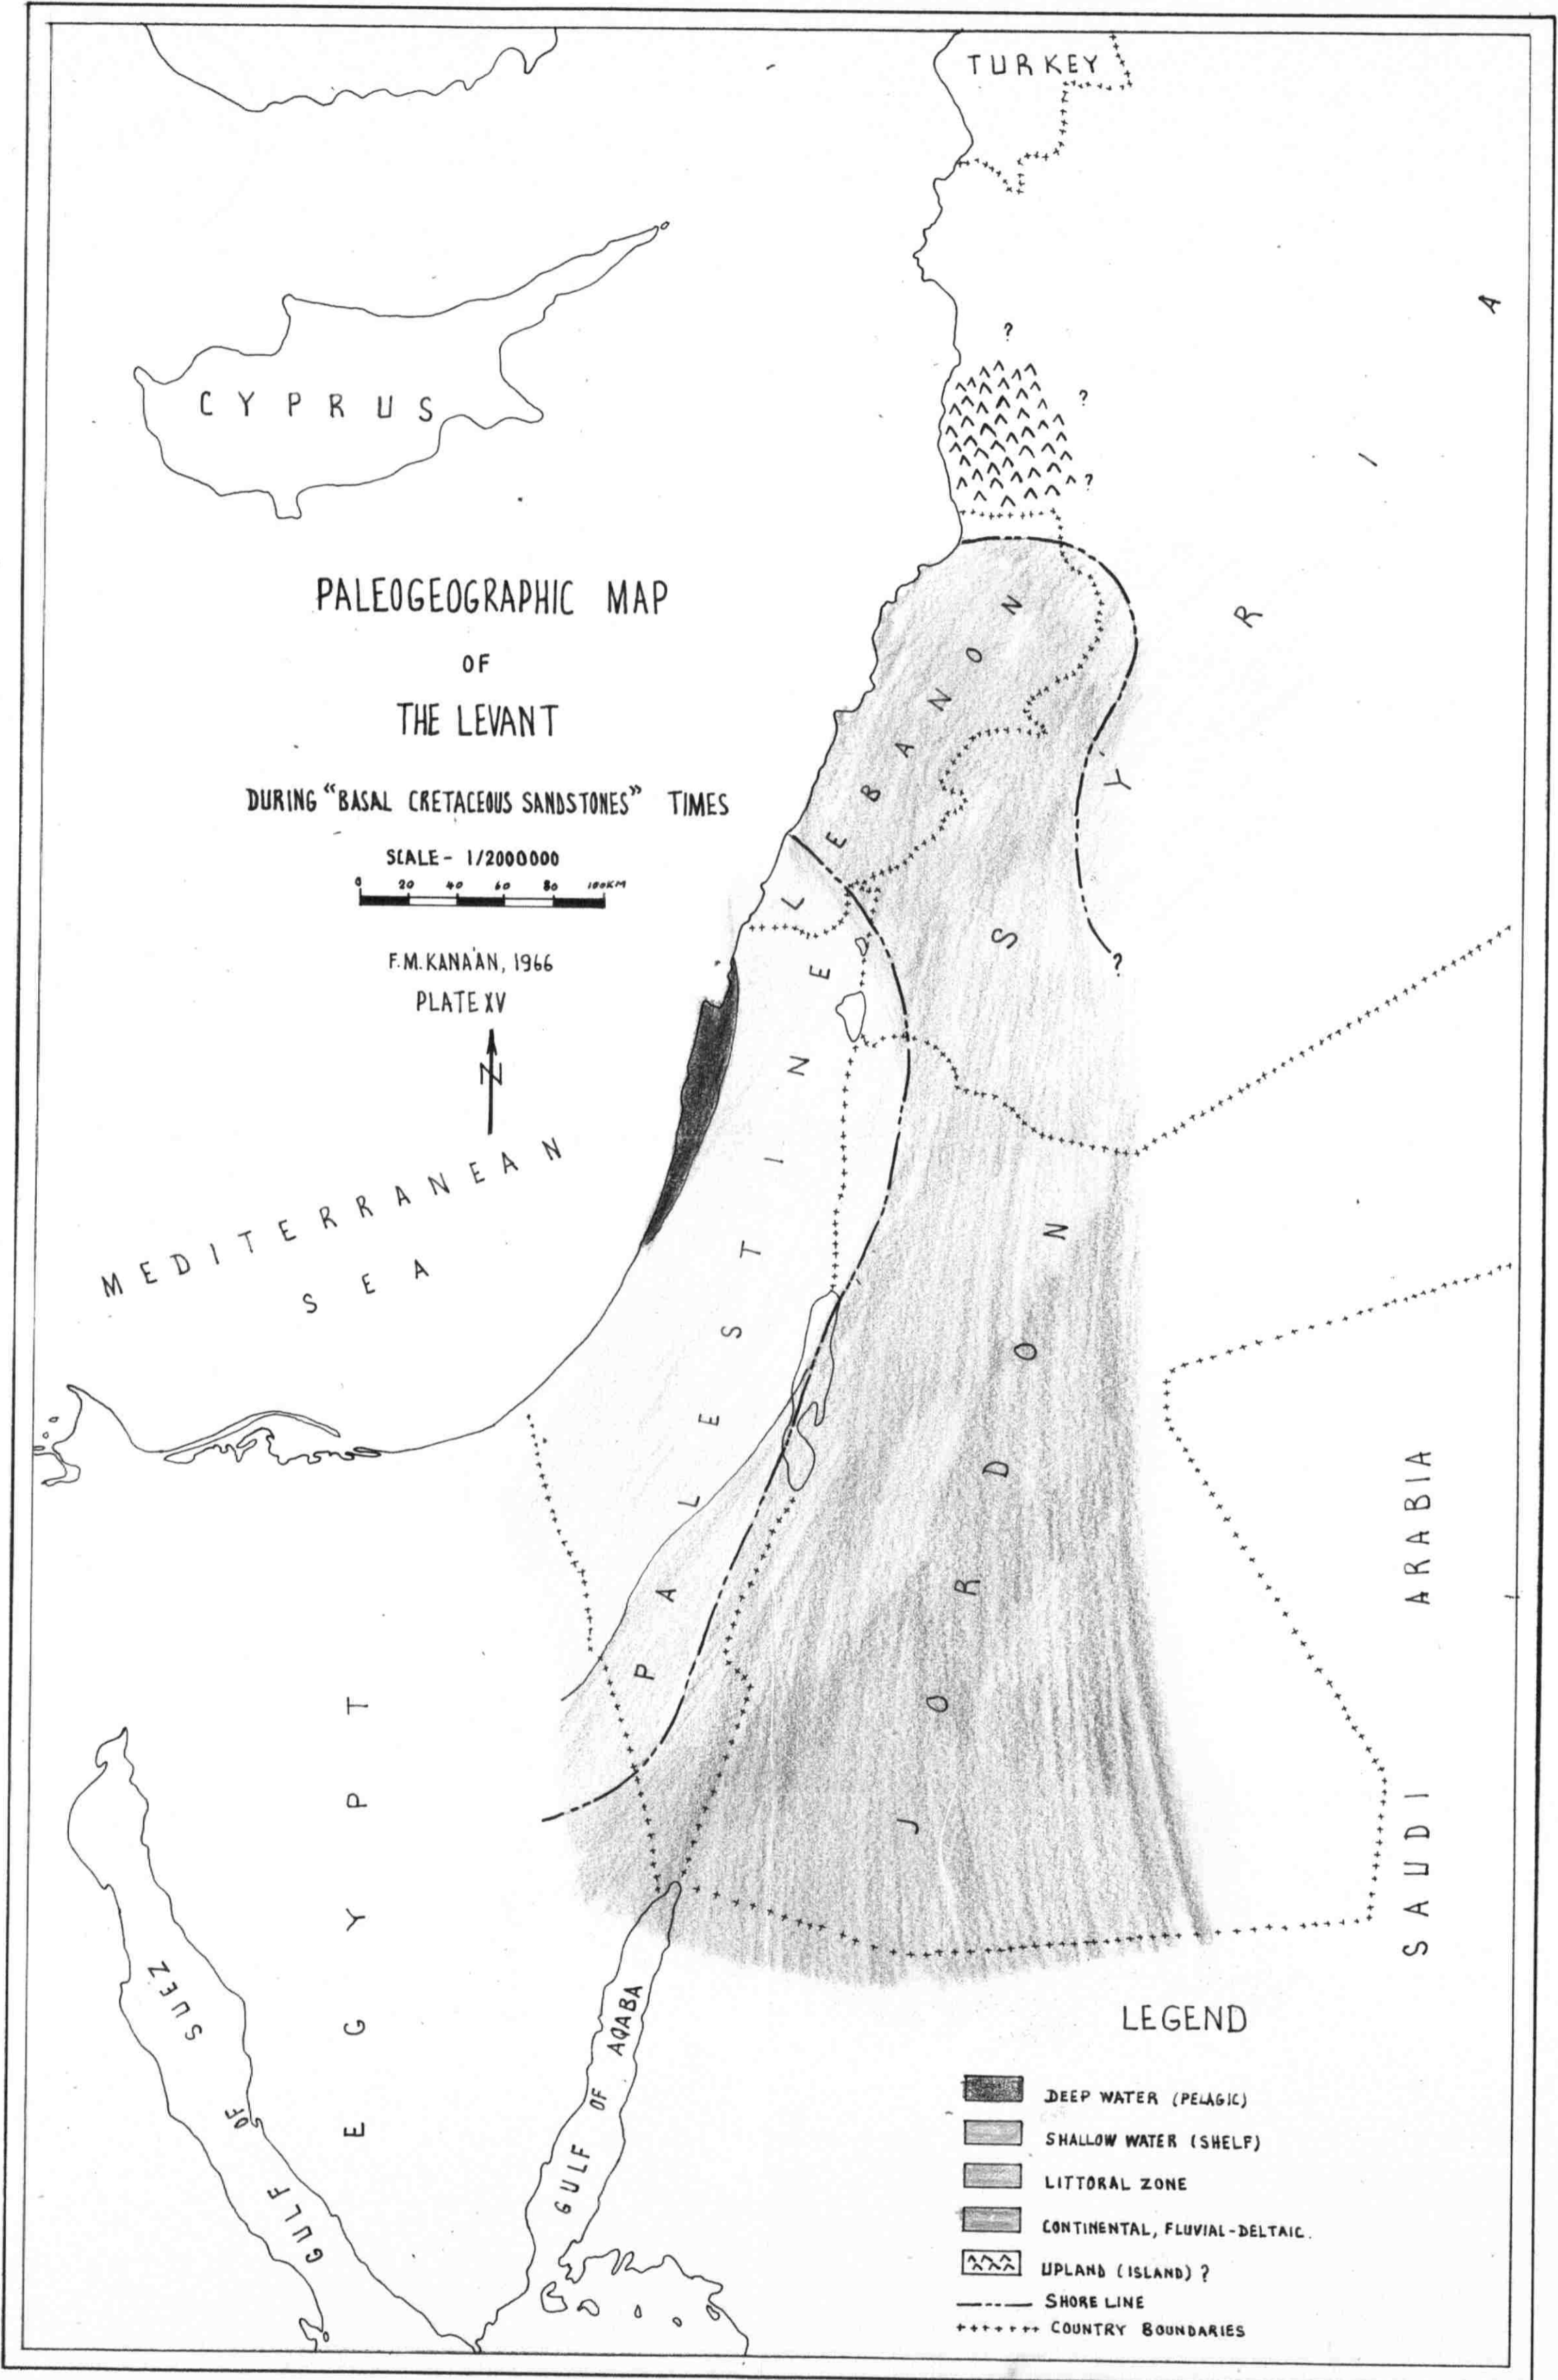 TURKEY
CYPRUS
PALEOGEOGRAPHIC MAP
OF
THE LEVANT
DURING "BASAL CRETACEOUS SANDSTONES" TIMES
SCALE - 1/2000000
0 20 40 60 80 100KM
F.M. KANA'AN, 1966
PLATE XV
N
MEDITERRANEAN
SEA
LEBANON
SYRIA
PALESTINE
JORDON
SAUDI ARABIA
EGYPT
GULF OF SUEZ
GULF OF AQABA
?
?
?
?
LEGEND
DEEP WATER (PELAGIC)
SHALLOW WATER (SHELF)
LITTORAL ZONE
CONTINENTAL, FLUVIAL-DELTAIC.
UPLAND (ISLAND) ?
SHORE LINE
COUNTRY BOUNDARIES